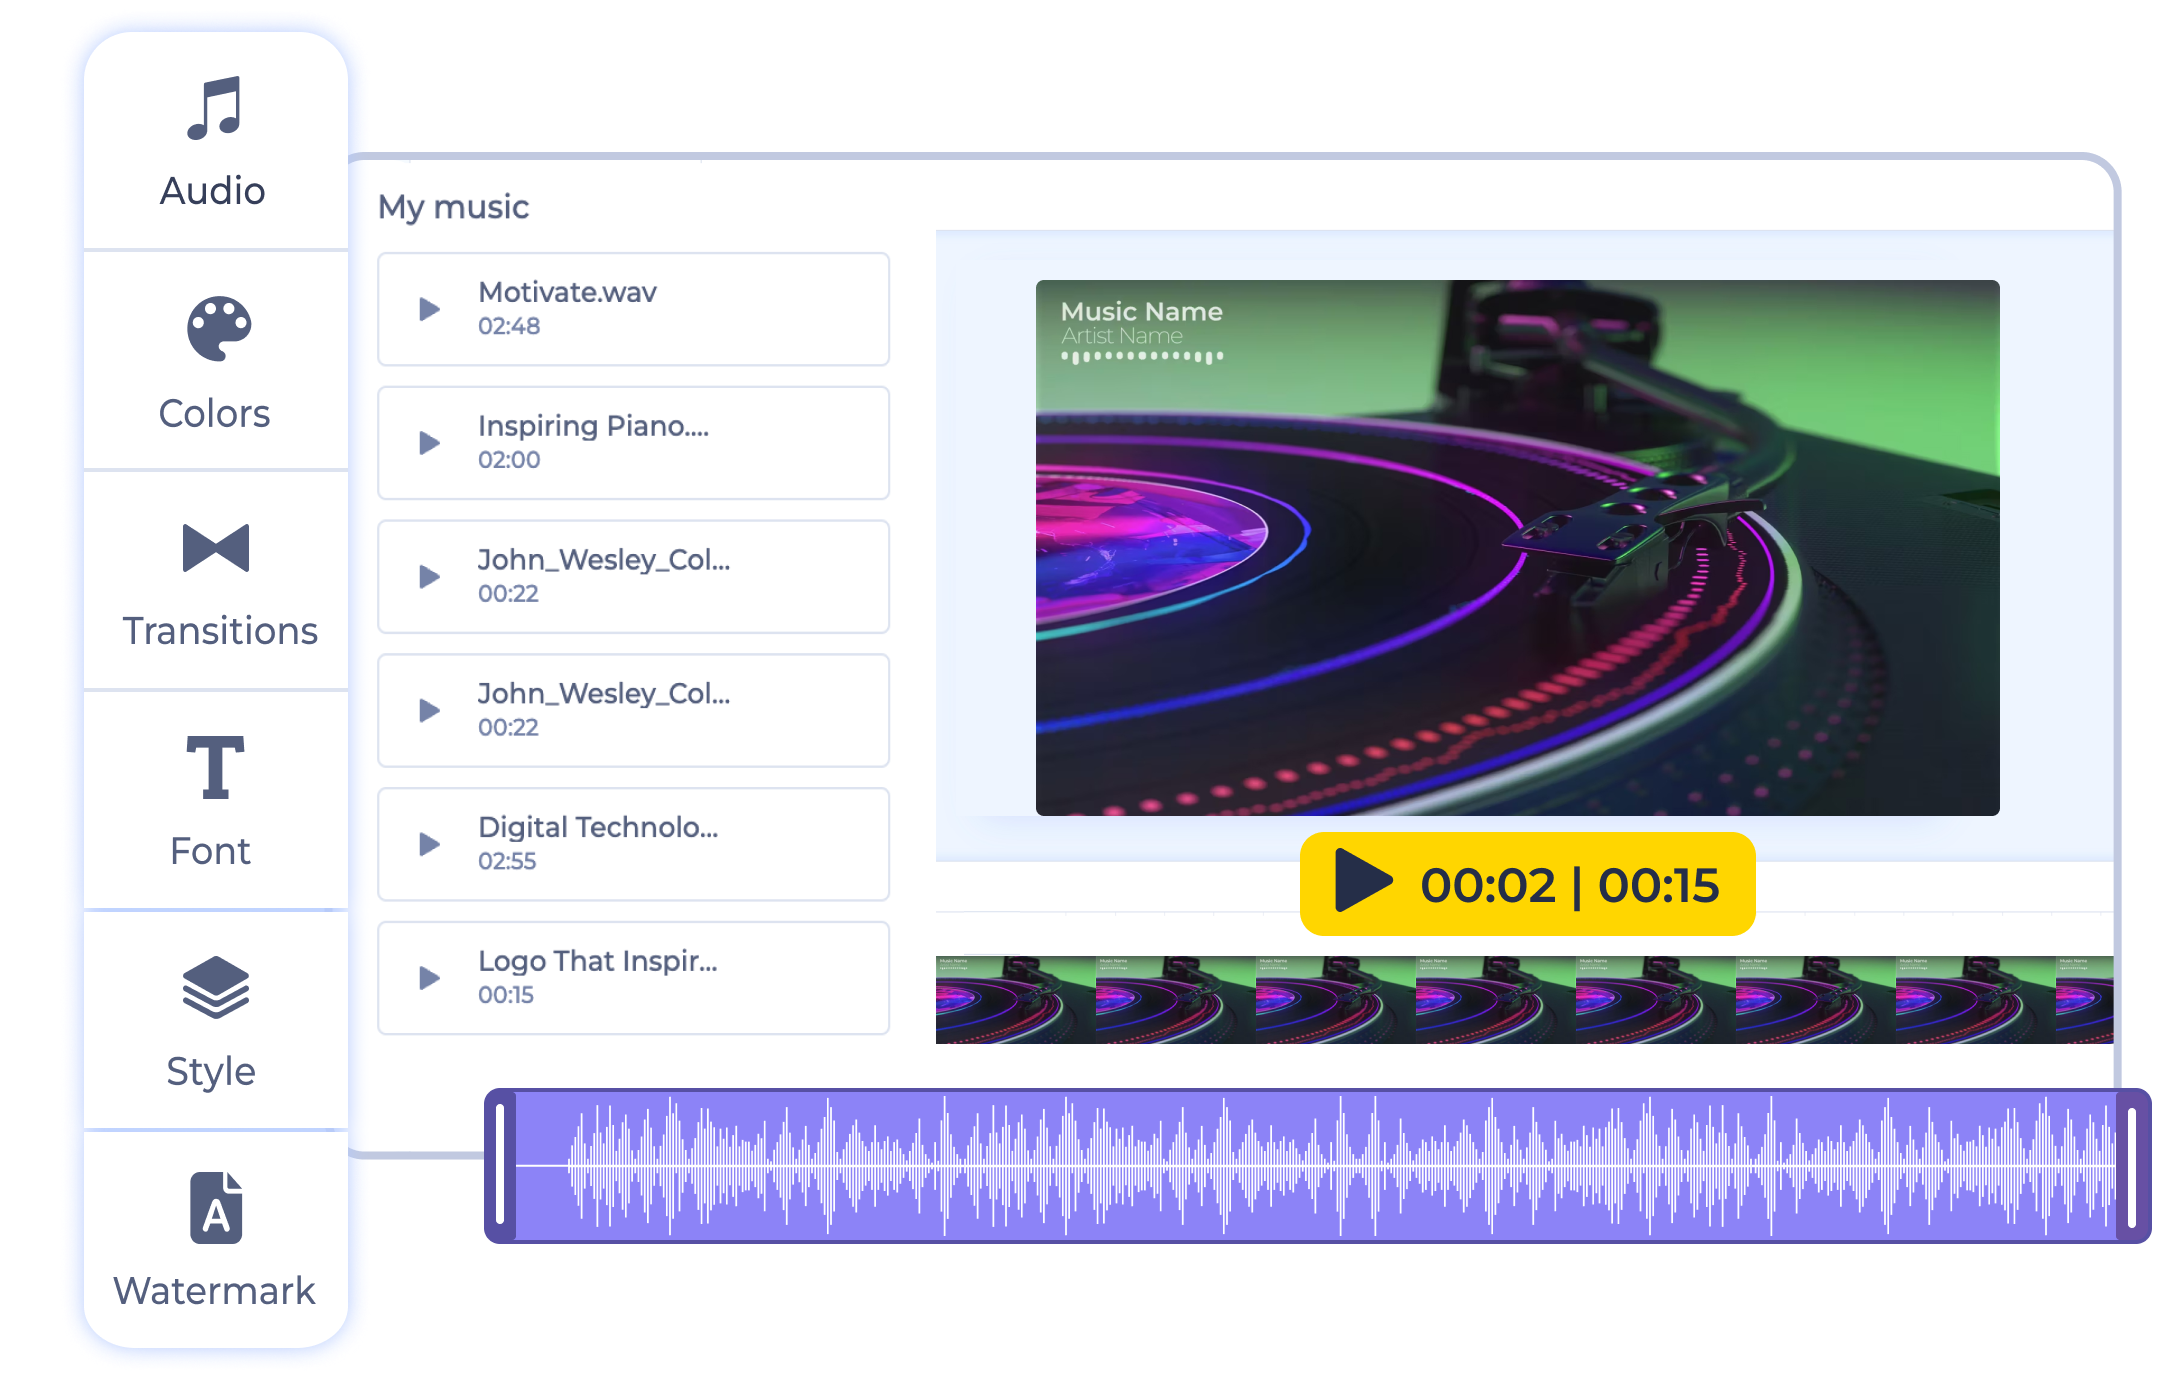 Audio
Colors
Transitions
Font
Style
A
Watermark
My music
Motivate.wav
02:48
Inspiring Piano....
02:00
John_Wesley_Col...
00:22
John_Wesley_Col...
00:22
Digital Technolo...
02:55
Logo That Inspir...
00:15
Music Name
Artist Name
00:02 | 00:15